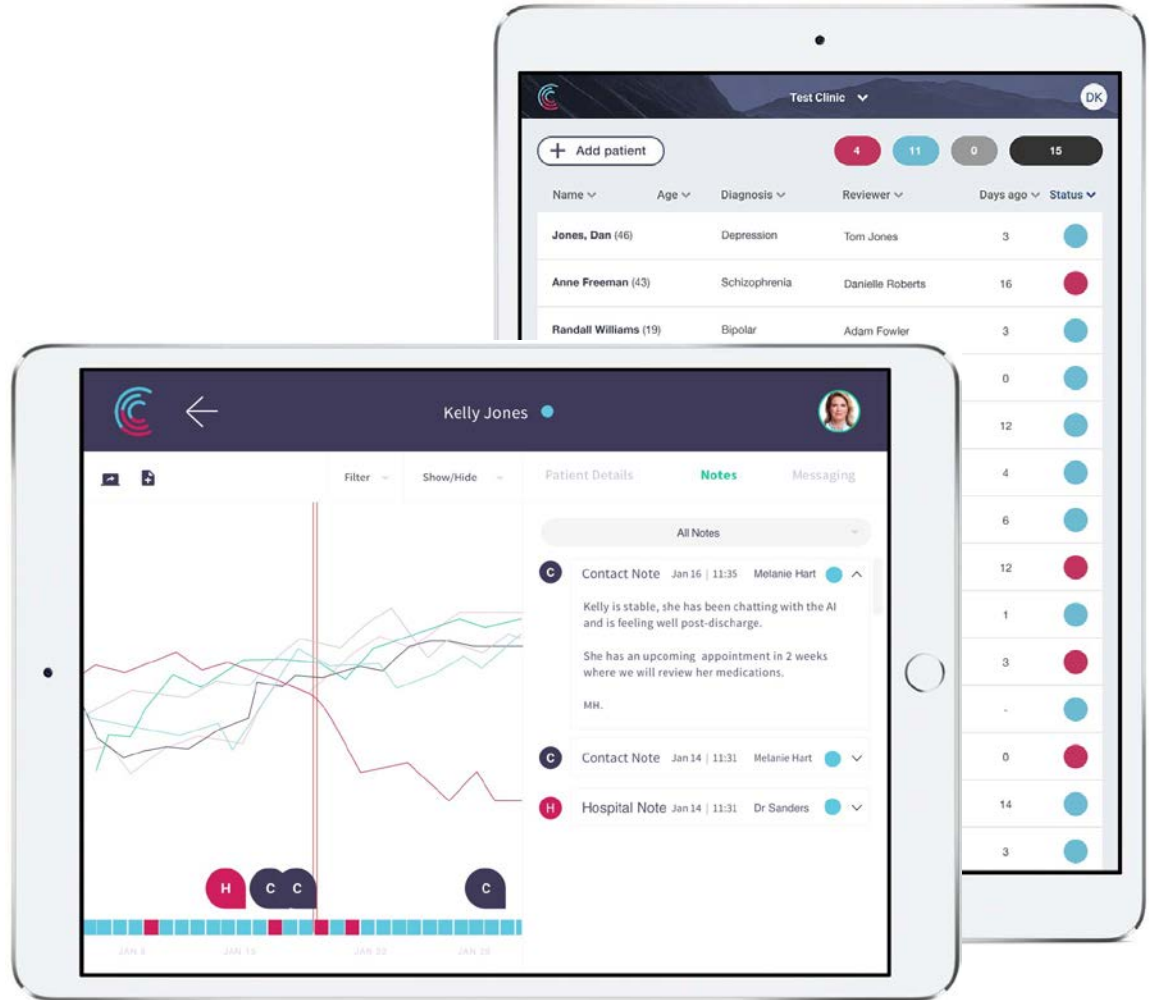 Test Clinic
DK
+ Add patient
4 11 0 15
Name Age Diagnosis Reviewer Days ago Status
Jones, Dan (46) Depression Tom Jones 3
Anne Freeman (43) Schizophrenia Danielle Roberts 16
Randall Williams (19) Bipolar Adam Fowler 3
0
12
4
6
12
1
3
-
0
14
3
Kelly Jones
Filter Show/Hide
Patient Details Notes Messaging
All Notes
C Contact Note Jan 16 | 11:35 Melanie Hart
Kelly is stable, she has been chatting with the AI
and is feeling well post-discharge.
She has an upcoming appointment in 2 weeks
where we will review her medications.
MH.
C Contact Note Jan 14 | 11:31 Melanie Hart
H Hospital Note Jan 14 | 11:31 Dr Sanders
H C C C
JAN 15 JAN 22